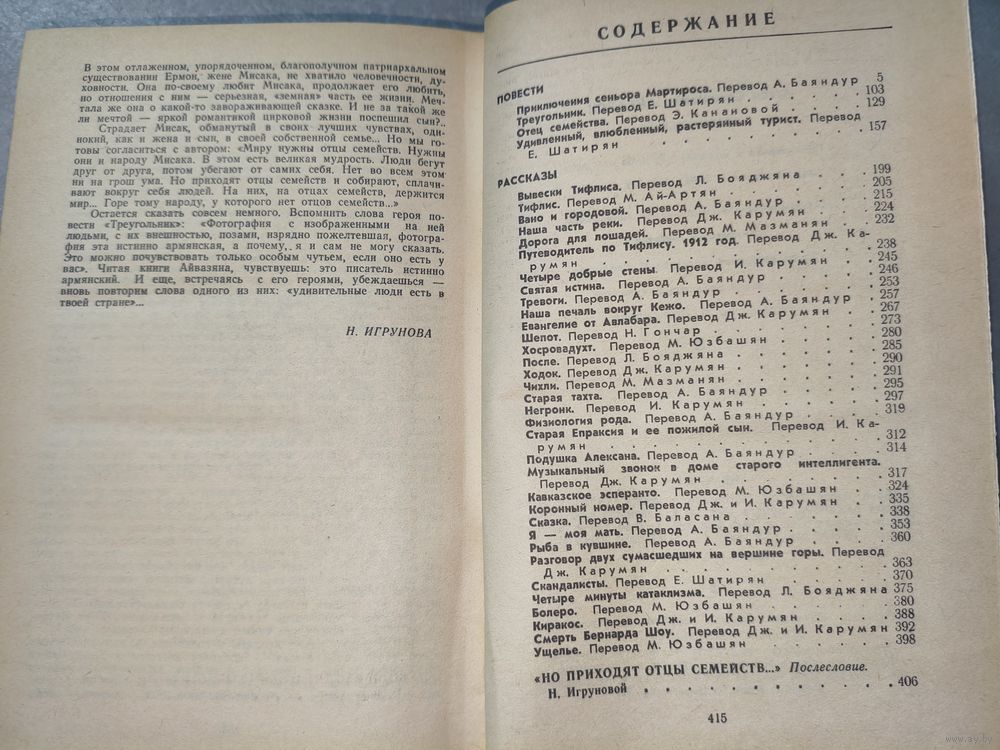 В этом отлаженном, упорядоченном, благополучном патриархальном
существовании Ермон, жене Мисака, не хватило человечности, ду-
ховности. Она по-своему любит Мисака, продолжает его любить,
но отношения с ним — серьезная, «земная» часть ее жизни. Меч-
тала же она о какой-то завораживающей сказке. И не за такой же
ли мечтой — яркой романтикой цирковой жизни поспешил сын?..
Страдает Мисак, обманутый в своих лучших чувствах, оди-
нокий, как и жена и сын, в своей собственной семье... Но мы го-
товы согласиться с автором: «Миру нужны отцы семейств. Нужны
они и народу Мисака. В этом есть великая мудрость. Люди бегут
друг от друга, потом убегают от самих себя. Нет во всем этом
ни на грош ума. Но приходят отцы семейств и собирают, сплачи-
вают вокруг себя людей. На них, на отцах семейств, держится
мир... Горе тому народу, у которого нет отцов семейств...»
Остается сказать совсем немного. Вспомнить слова героя по-
вести «Треугольник»: «Фотография с изображенными на ней
людьми, с их внешностью, позами, изрядно пожелтевшая, фотогра-
фия эта истинно армянская, а почему, я и сам не могу сказать.
Это можно почувствовать только особым чутьем, если оно есть у
вас». Читая книги Айвазяна, чувствуешь: это писатель истинно
армянский. И еще, встречаясь с его героями, убеждаешься —
вновь повторим слова одного из них: «удивительные люди есть в
твоей стране»...
Н. ИГРУНОВА
СОДЕРЖАНИЕ
ПОВЕСТИ
Приключения сеньора Мартироса. Перевод А. Баяндур 5
Треугольник. Перевод Е. Шатирян . . . . 103
Отец семейства. Перевод Э. Канановой . . . . 129
Удивленный, влюбленный, растерянный турист. Перевод
Е. Шатирян . . . . . . 157
РАССКАЗЫ
Вывески Тифлиса. Перевод Л. Бояджяна . . . 199
Тифлис. Перевод М. Ай-Артян . . . . . 205
Вано и городовой. Перевод А. Баяндур . . . 215
Наша часть реки. Перевод Дж. Карумян . . . 224
Дорога для лошадей. Перевод М. Мазманян . . 232
Путеводитель по Тифлису. 1912 год. Перевод Дж. Ка-
румян . . . . . . . . 238
Четыре добрые стены. Перевод И. Карумян . . 245
Святая истина. Перевод А. Баяндур . . . . 246
Тревоги. Перевод А. Баяндур . . . . . 253
Наша печаль вокруг Кежо. Перевод А. Баяндур . 257
Евангелие от Авлабара. Перевод Дж. Карумян . . 267
Шепот. Перевод Н. Гончар . . . . . 273
Хосровадухт. Перевод М. Юзбашян . . . . 280
После. Перевод Л. Бояджяна . . . . . 285
Ходок. Перевод Дж. Карумян . . . . . 290
Чихли. Перевод М. Мазманян . . . . . 291
Старая тахта. Перевод А. Баяндур . . . . 295
Негронк. Перевод И. Карумян . . . . . 297
Физиология рода. Перевод А. Баяндур . . . . 319
Старая Епраксия и ее пожилой сын. Перевод И. Ка-
румян . . . . . . . . 312
Подушка Алексана. Перевод А. Баяндур . . . 314
Музыкальный звонок в доме старого интеллигента.
Перевод Дж. Карумян . . . . . . 317
Кавказское эсперанто. Перевод М. Юзбашян . . 324
Коронный номер. Перевод Дж. и И. Карумян . . 335
Сказка. Перевод В. Баласана . . . . . 338
Я — моя мать. Перевод А. Баяндур . . . . 353
Рыба в кувшине. Перевод А. Баяндур . . . . 360
Разговор двух сумасшедших на вершине горы. Перевод
Дж. Карумян . . . . . . . 363
Скандалисты. Перевод Е. Шатирян . . . . 370
Четыре минуты катаклизма. Перевод Л. Бояджяна 375
Болеро. Перевод М. Юзбашян . . . . . 380
Киракос. Перевод Дж. и И. Карумян . . . . 388
Смерть Бернарда Шоу. Перевод Дж. и И. Карумян 392
Ущелье. Перевод М. Юзбашян . . . . . 398
«НО ПРИХОДЯТ ОТЦЫ СЕМЕЙСТВ...» Послесловие.
Н. Игруновой . . . . . . . . 406
415
www.ay.by